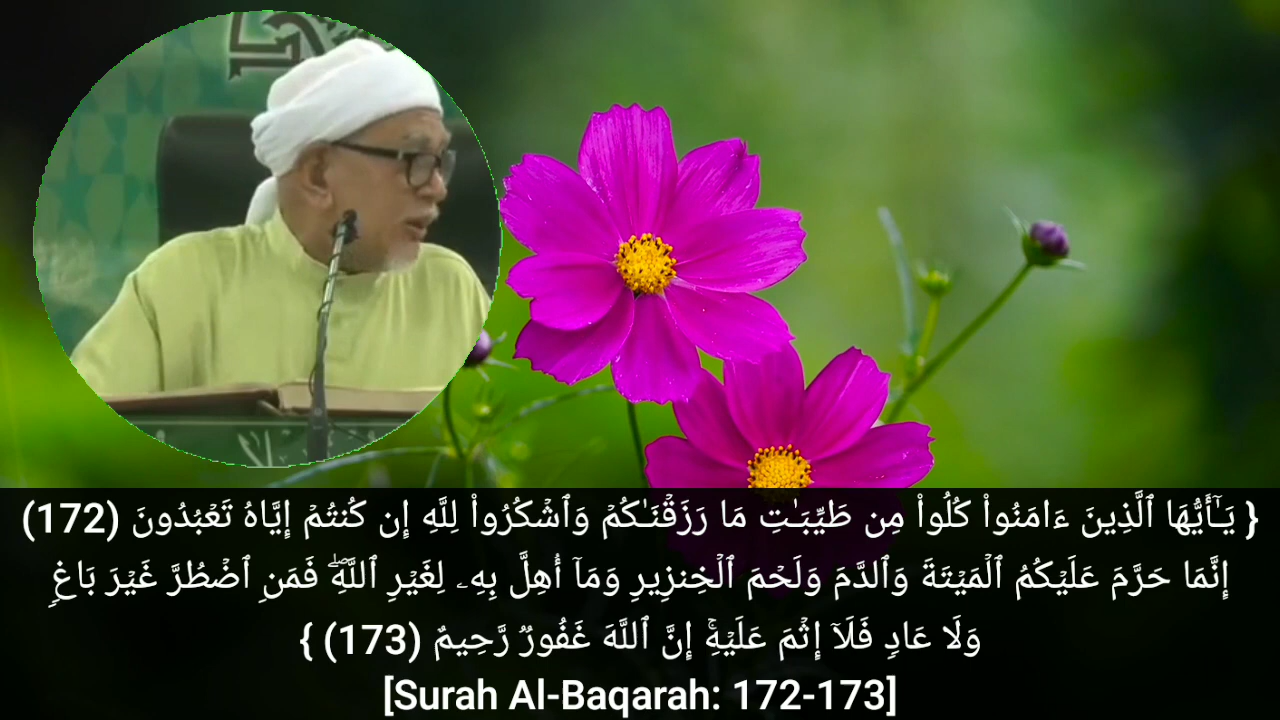 { يَـٰٓأَيُّهَا ٱلَّذِينَ ءَامَنُوا۟ كُلُوا۟ مِن طَيِّبَـٰتِ مَا رَزَقْنَـٰكُمْ وَٱشْكُرُوا۟ لِلَّهِ إِن كُنتُمْ إِيَّاهُ تَعْبُدُونَ (172)
إِنَّمَا حَرَّمَ عَلَيْكُمُ ٱلْمَيْتَةَ وَٱلدَّمَ وَلَحْمَ ٱلْخِنزِيرِ وَمَآ أُهِلَّ بِهِۦ لِغَيْرِ ٱللَّهِۖ فَمَنِ ٱضْطُرَّ غَيْرَ بَاغٍۢ
وَلَا عَادٍۢ فَلَآ إِثْمَ عَلَيْهِۚ إِنَّ ٱللَّهَ غَفُورٌۭ رَّحِيمٌ (173) }
[Surah Al-Baqarah: 172-173]